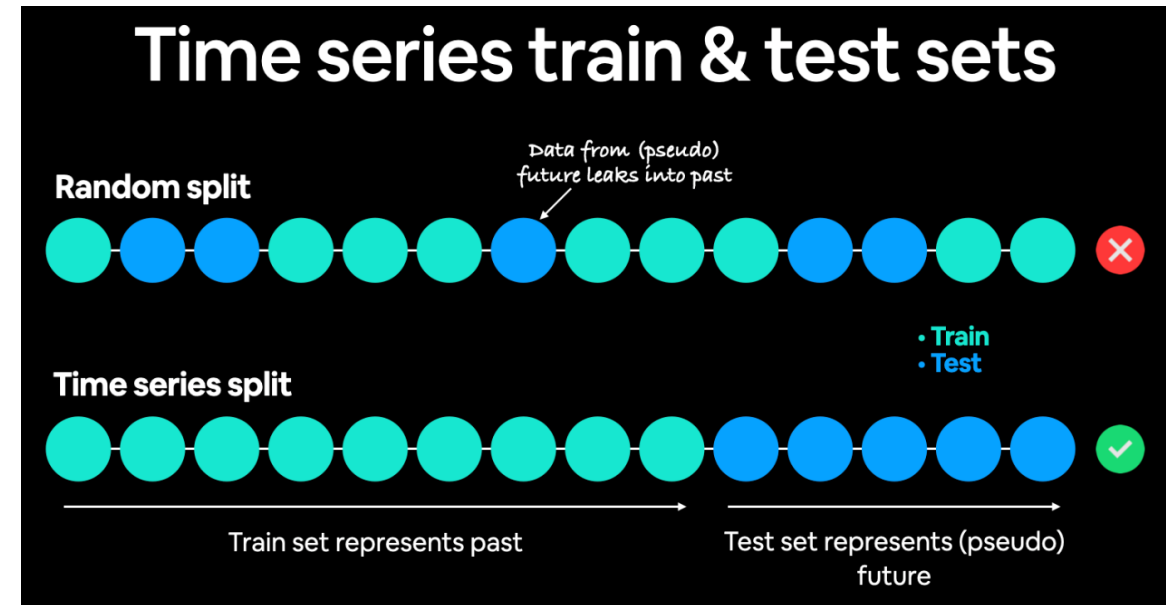 Time series train & test sets
Data from (pseudo)
future leaks into past
Random split
• Train
• Test
Time series split
Train set represents past
Test set represents (pseudo)
future